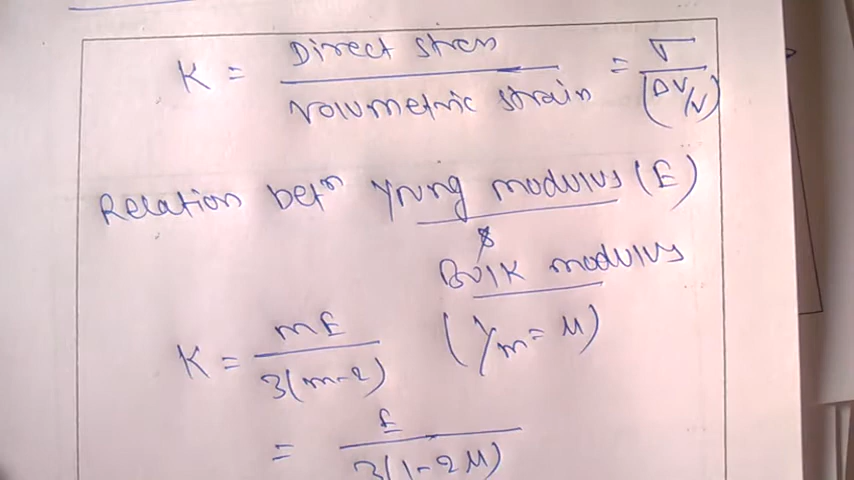 K = Direct stress / Volumetric strain = σ / (ΔV/V)
Relation betn Young modulus (E)
&
Bulk modulus
K = mE / 3(m-2) (1/m = μ)
= E / 3(1-2μ)